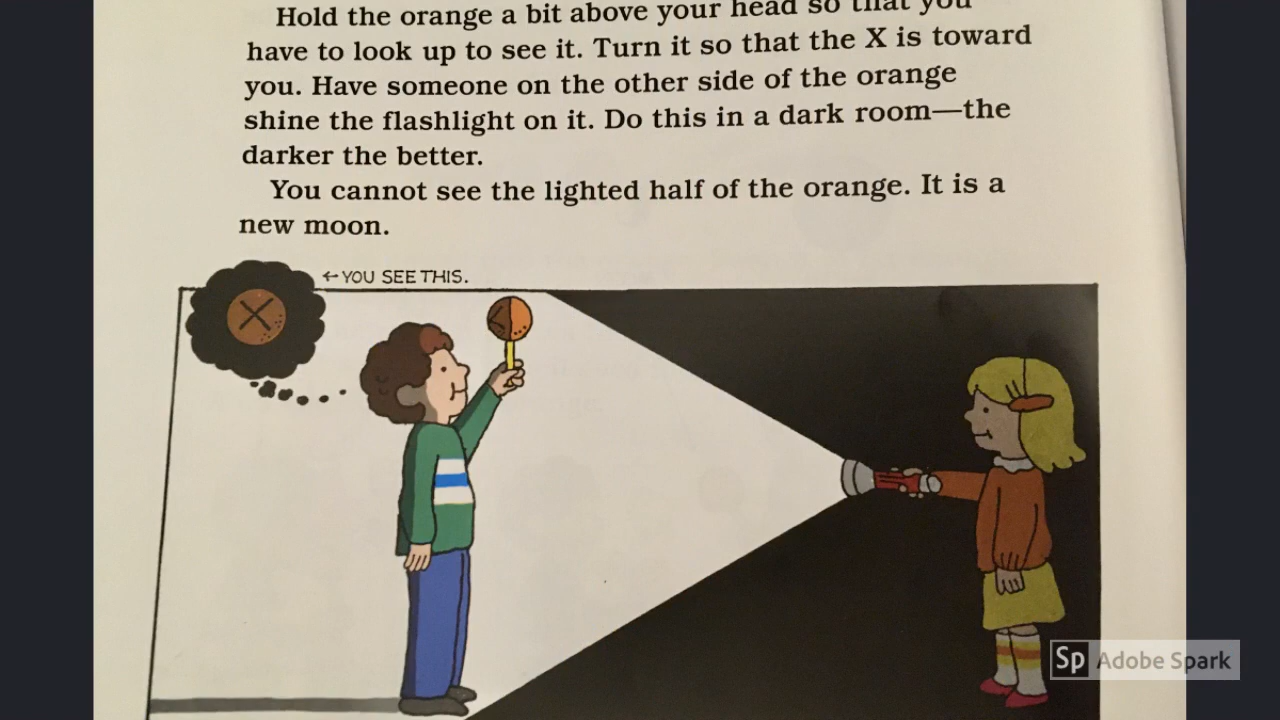 Hold the orange a bit above your head so that you
have to look up to see it. Turn it so that the X is toward
you. Have someone on the other side of the orange
shine the flashlight on it. Do this in a dark room—the
darker the better.
You cannot see the lighted half of the orange. It is a
new moon.
←YOU SEE THIS.
X
Sp Adobe Spark